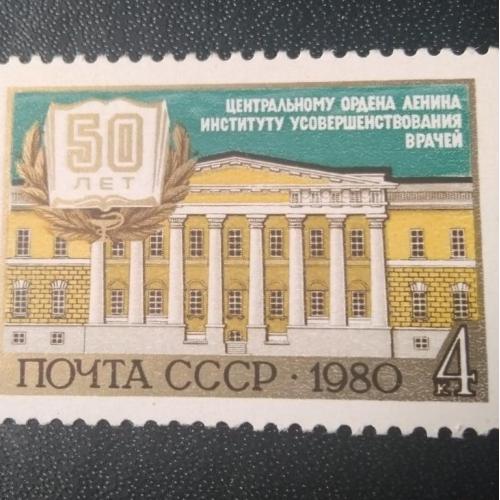 50
ЛЕТ
ЦЕНТРАЛЬНОМУ ОРДЕНА ЛЕНИНА
ИНСТИТУТУ УСОВЕРШЕНСТВОВАНИЯ
ВРАЧЕЙ
ПОЧТА СССР · 1980
4
К